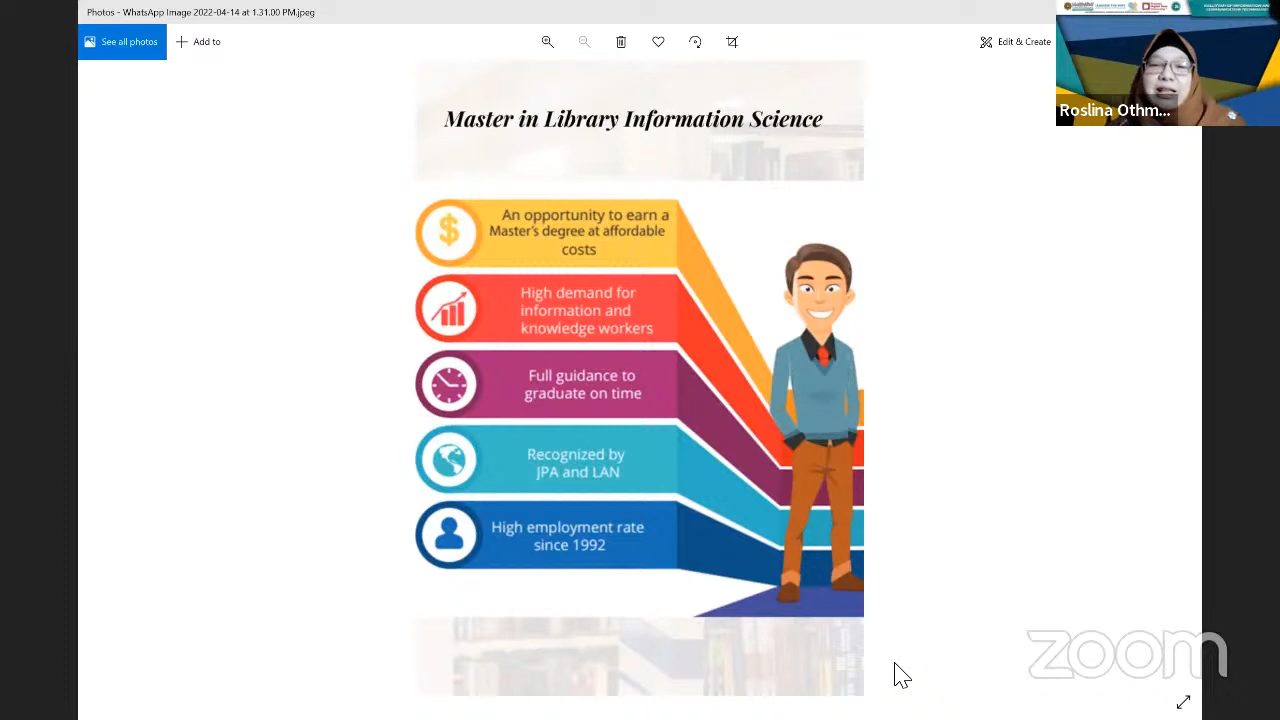 Photos - WhatsApp Image 2022-04-14 at 1.31.00 PM.jpeg
See all photos
Add to
Edit & Create
Roslina Othm...
Master in Library Information Science
An opportunity to earn a
Master's degree at affordable
costs
High demand for
information and
knowledge workers
Full guidance to
graduate on time
Recognized by
JPA and LAN
High employment rate
since 1992
zoom